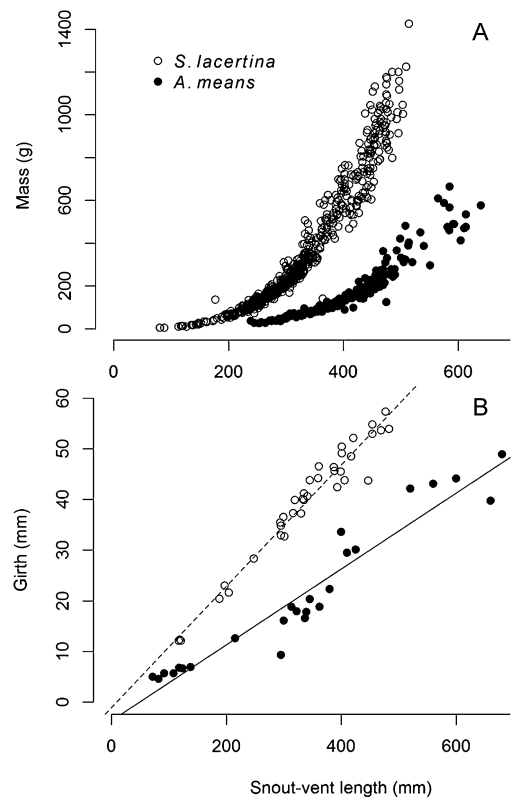 A
S. lacertina
A. means
Mass (g)
1400
1000
600
200
0
0 200 400 600
B
Girth (mm)
60
50
40
30
20
10
0
0 200 400 600
Snout-vent length (mm)